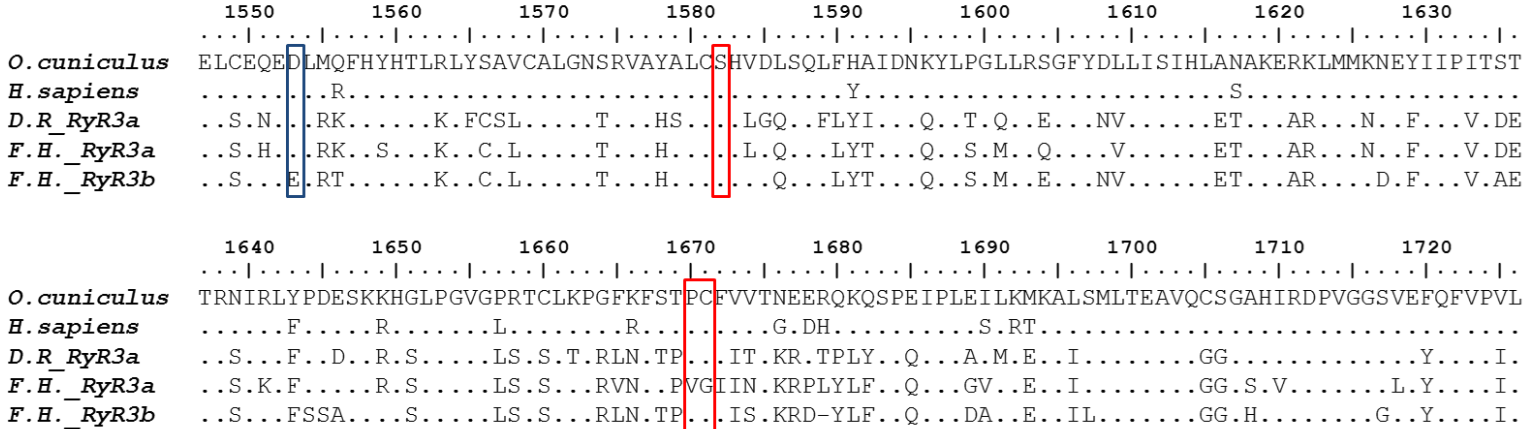 1550 1560 1570 1580 1590 1600 1610 1620 1630
..|....|....|....|....|....|....|....|....|....|....|....|....|....|....|....|....|....|.
O.cuniculus ELCEQEDLMQFHYHTLRLYSAVCALGNSRVAYALCSHVDLSQLFHAIDNKYLPGLLRSGFYDLLISIHLANAKERKLMMKNEYIIPITST
H.sapiens .........R..................................Y.........................S...................
D.R_RyR3a ..S.N...RK......K.FCSL.....T...HS....LGQ..FLYI...Q..T.Q..E...NV......ET...AR...N..F...V.DE
F.H._RyR3a ..S.H...RK..S...K..C.L.....T...H.....L.Q...LYT...Q..S.M..Q....V......ET...AR...N..F...V.DE
F.H._RyR3b ..S...E.RT......K..C.L.....T...H.......Q...LYT...Q..S.M..E...NV......ET...AR....D.F...V.AE
1640 1650 1660 1670 1680 1690 1700 1710 1720
..|....|....|....|....|....|....|....|....|....|....|....|....|....|....|....|....|....|.
O.cuniculus TRNIRLYPDESKKHGLPGVGPRTCLKPGFKFSTPCFVVTNEERQKQSPEIPLEILKMKALSMLTEAVQCSGAHIRDPVGGSVEFQFVPVL
H.sapiens ......F.....R.......L........R.........G.DH..........S.RT.................................
D.R_RyR3a ..S...F..D..R.S.....LS.S.T.RLN.TP...IT.KR.TPLY..Q...A.M.E..I........GG.............Y....I.
F.H._RyR3a ..S.K.F.....R.S.....LS.S...RVN..PVGIIN.KRPLYLF..Q...GV..E..I........GG.S.V.......L.Y....I.
F.H._RyR3b ..S...FSSA....S.....LS.S...RLN.TP...IS.KRD-YLF..Q...DA..E..IL.......GG.H........G..Y....I.